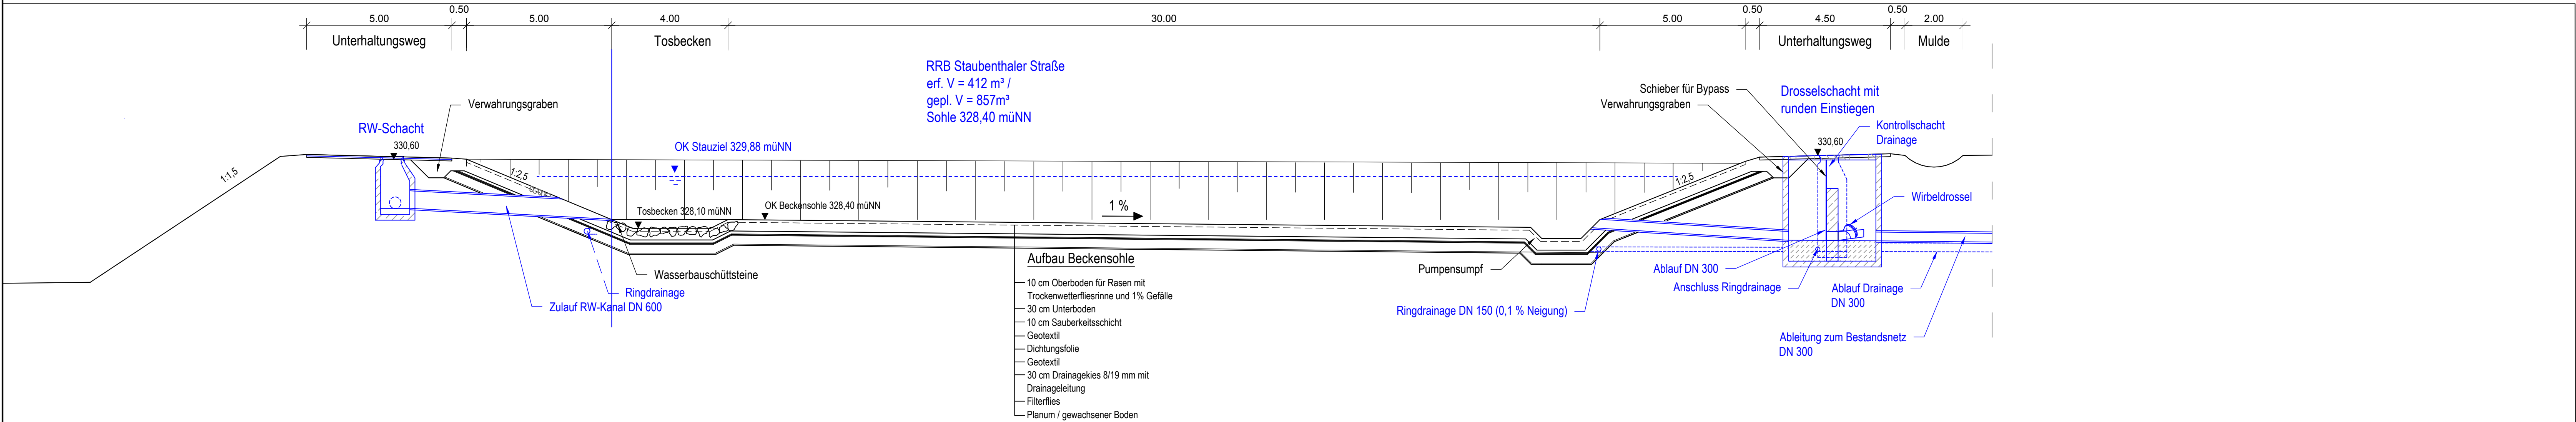 5.00
0.50
5.00
4.00
30.00
5.00
0.50
4.50
0.50
2.00
Unterhaltungsweg
Tosbecken
Unterhaltungsweg
Mulde
RRB Staubenthaler Straße
erf. V = 412 m³ /
gepl. V = 857m³
Sohle 328,40 müNN
Verwahrungsgraben
RW-Schacht
330,60
OK Stauziel 329,88 müNN
Schieber für Bypass
Verwahrungsgraben
Drosselschacht mit
runden Einstiegen
Kontrollschacht
Drainage
330,60
1:1,5
1:2,5
1:2,5
Tosbecken 328,10 müNN
OK Beckensohle 328,40 müNN
1 %
Wirbeldrossel
Wasserbauschüttsteine
Ringdrainage
Zulauf RW-Kanal DN 600
Aufbau Beckensohle
10 cm Oberboden für Rasen mit
Trockenwetterfliesrinne und 1% Gefälle
30 cm Unterboden
10 cm Sauberkeitsschicht
Geotextil
Dichtungsfolie
Geotextil
30 cm Drainagekies 8/19 mm mit
Drainageleitung
Filterflies
Planum / gewachsener Boden
Pumpensumpf
Ringdrainage DN 150 (0,1 % Neigung)
Ablauf DN 300
Anschluss Ringdrainage
Ablauf Drainage
DN 300
Ableitung zum Bestandsnetz
DN 300